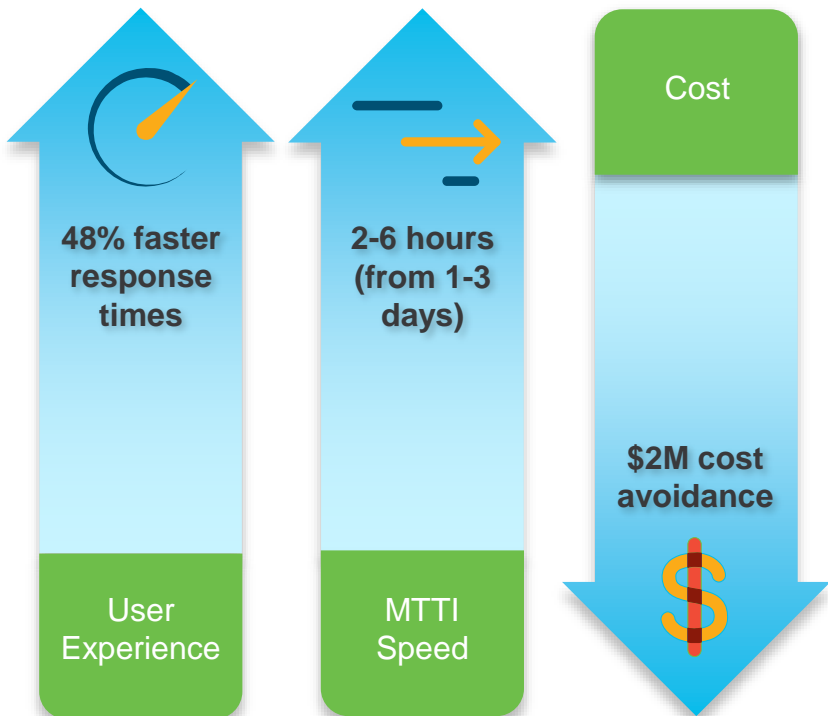 48% faster
response
times
User
Experience
2-6 hours
(from 1-3
days)
MTTI
Speed
Cost
$2M cost
avoidance
$